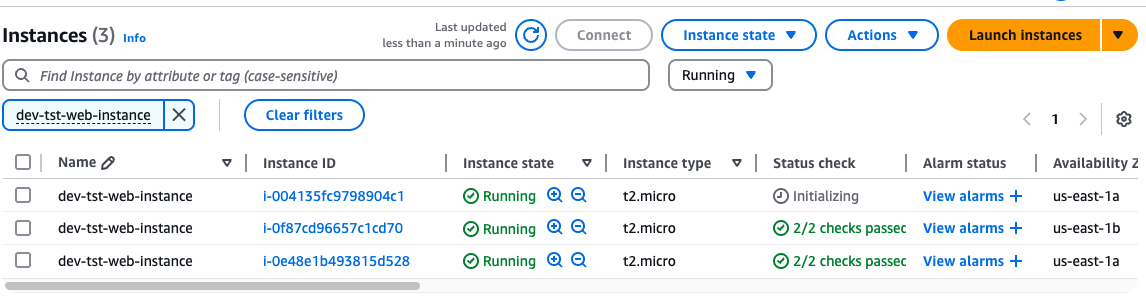 Instances (3) Info Last updated less than a minute ago Connect Instance state Actions Launch instances
Find Instance by attribute or tag (case-sensitive) Running
dev-tst-web-instance Clear filters 1
Name Instance ID Instance state Instance type Status check Alarm status Availability Z
dev-tst-web-instance i-004135fc9798904c1 Running t2.micro Initializing View alarms + us-east-1a
dev-tst-web-instance i-0f87cd96657c1cd70 Running t2.micro 2/2 checks passec View alarms + us-east-1b
dev-tst-web-instance i-0e48e1b493815d528 Running t2.micro 2/2 checks passec View alarms + us-east-1a